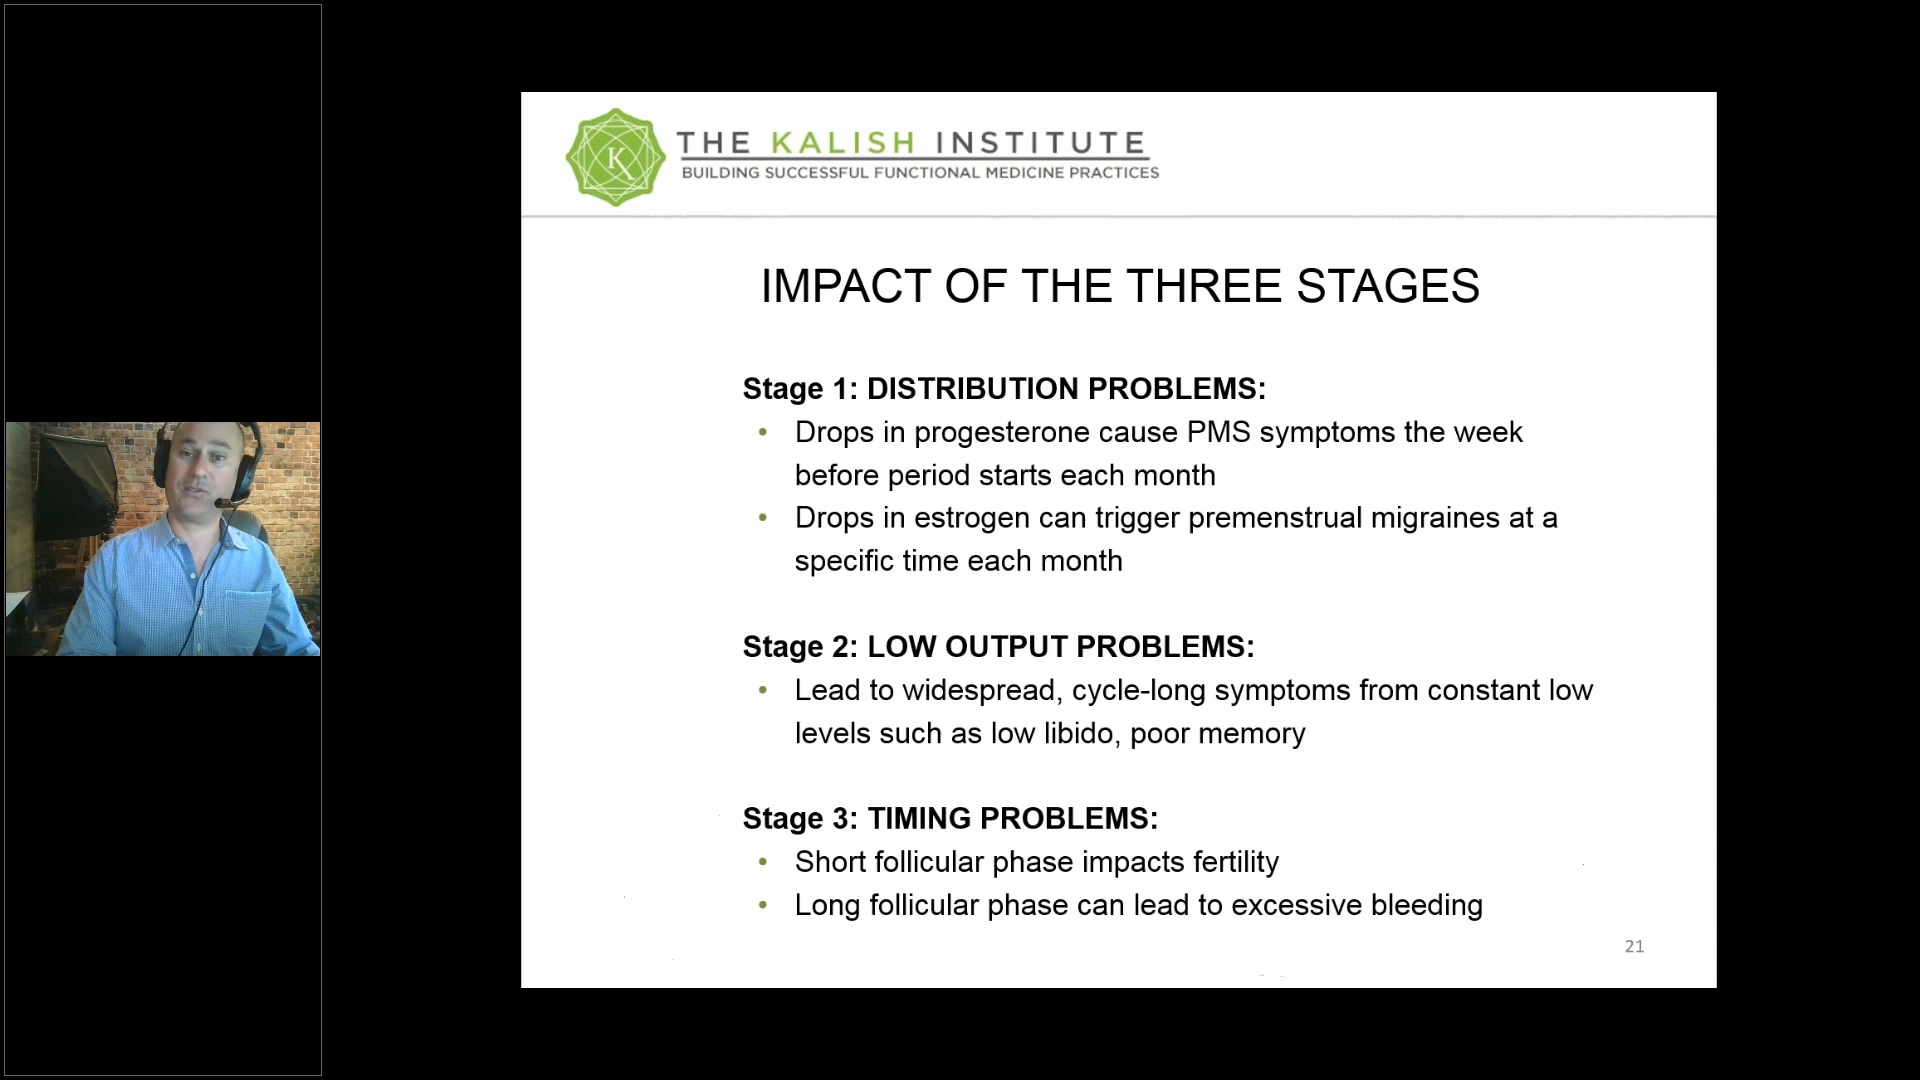 K
THE KALISH INSTITUTE
BUILDING SUCCESSFUL FUNCTIONAL MEDICINE PRACTICES
IMPACT OF THE THREE STAGES
Stage 1: DISTRIBUTION PROBLEMS:
• Drops in progesterone cause PMS symptoms the week
before period starts each month
• Drops in estrogen can trigger premenstrual migraines at a
specific time each month
Stage 2: LOW OUTPUT PROBLEMS:
• Lead to widespread, cycle-long symptoms from constant low
levels such as low libido, poor memory
Stage 3: TIMING PROBLEMS:
• Short follicular phase impacts fertility
• Long follicular phase can lead to excessive bleeding
21